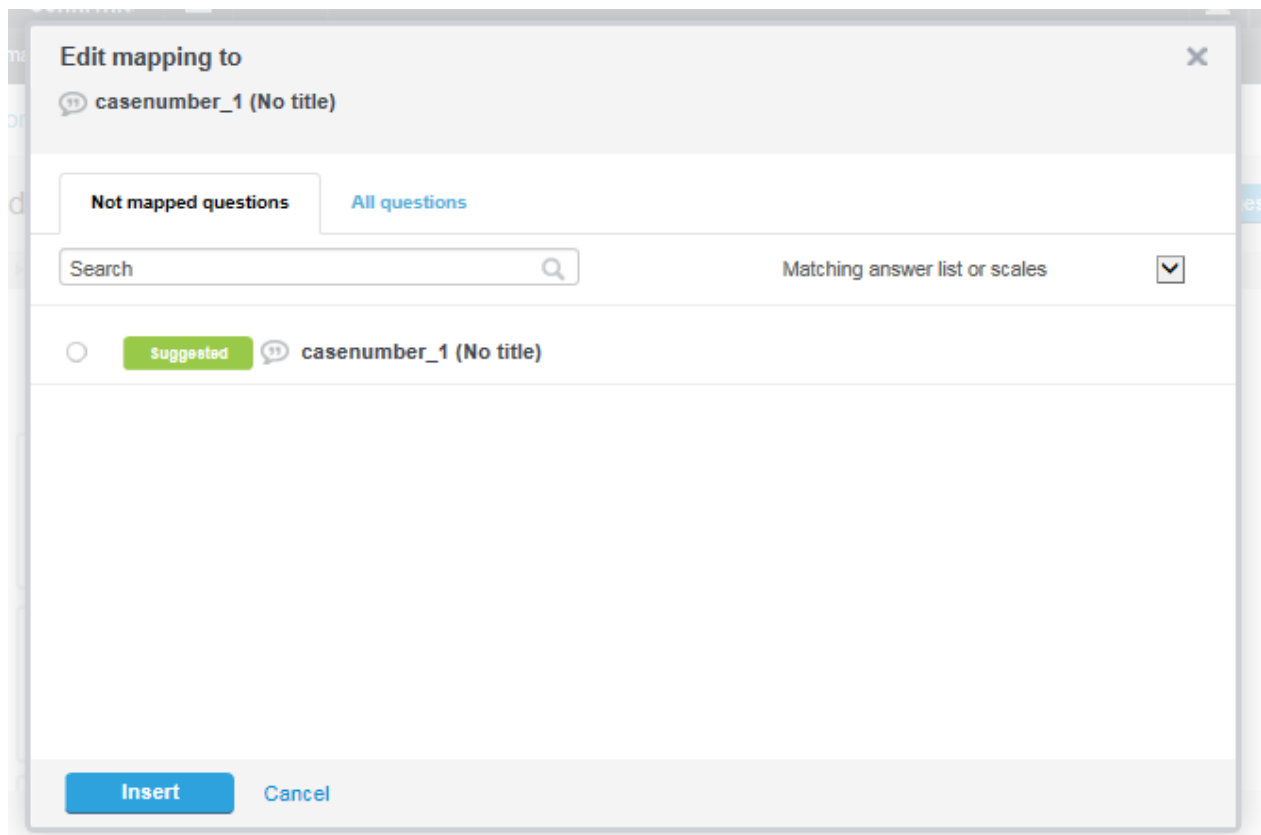 Edit mapping to
casenumber_1 (No title)
Not mapped questions All questions
Search Matching answer list or scales
Suggested casenumber_1 (No title)
Insert Cancel